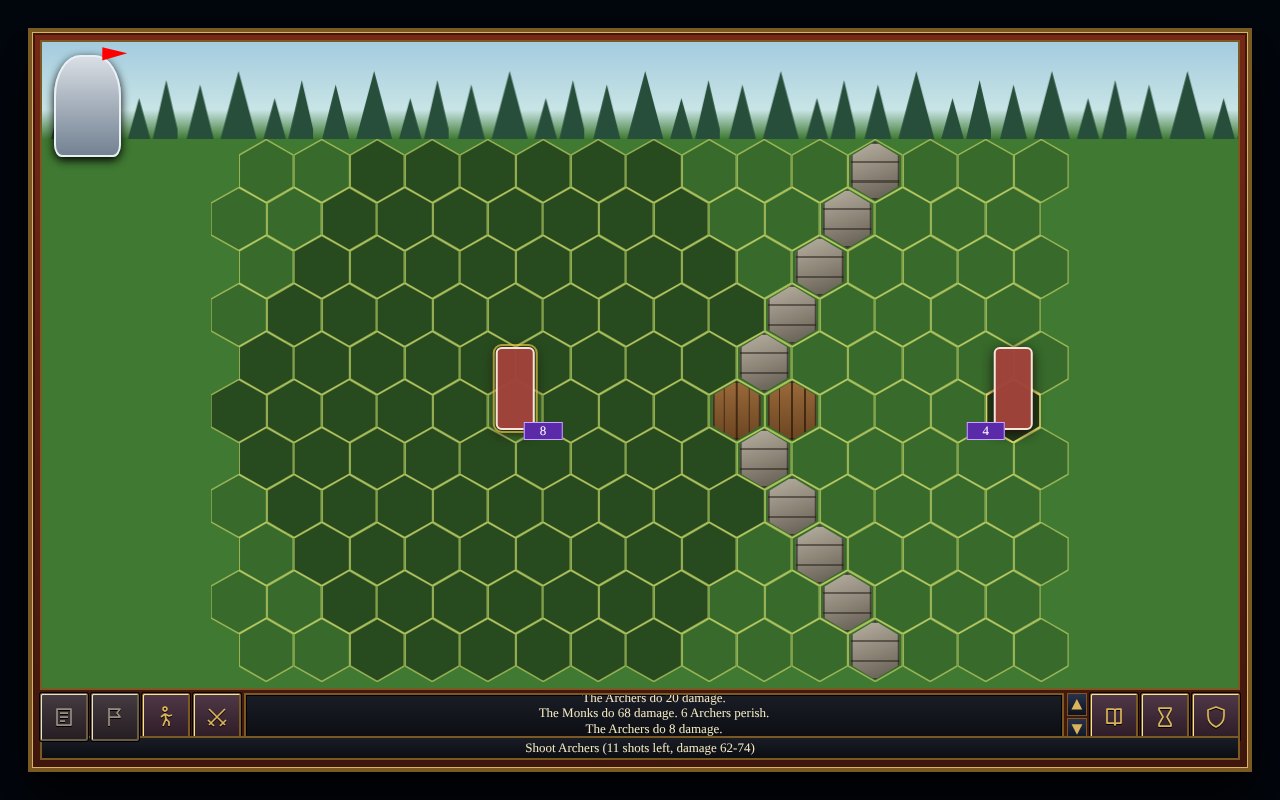 8
4
The Archers do 20 damage.
The Monks do 68 damage. 6 Archers perish.
The Archers do 8 damage.
Shoot Archers (11 shots left, damage 62-74)